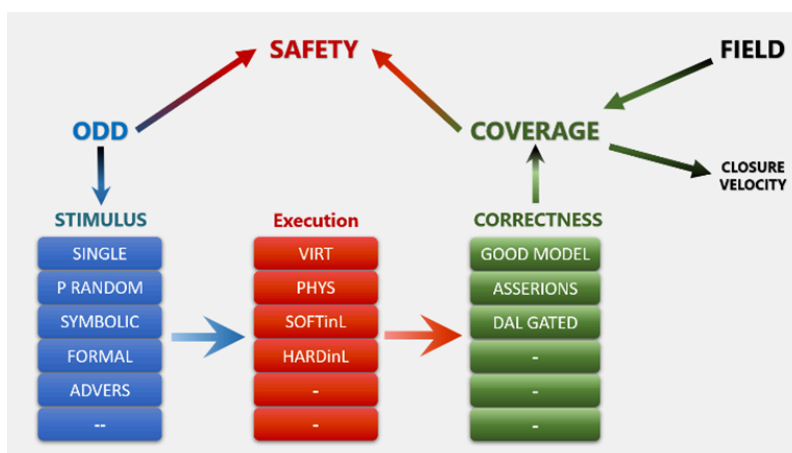 SAFETY
FIELD
ODD
COVERAGE
CLOSURE
VELOCITY
STIMULUS
SINGLE
P RANDOM
SYMBOLIC
FORMAL
ADVERS
--
Execution
VIRT
PHYS
SOFTinL
HARDinL
-
-
CORRECTNESS
GOOD MODEL
ASSERIONS
DAL GATED
-
-
-